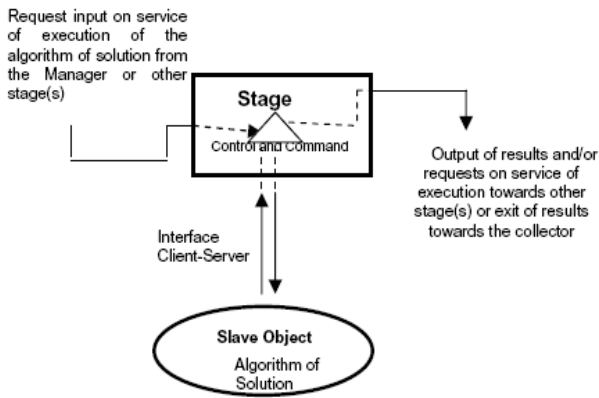 Request input on service
of execution of the
algorithm of solution from
the Manager or other
stage(s)
Stage
Control and Command
Output of results and/or
requests on service of
execution towards other
stage(s) or exit of results
towards the collector
Interface
Client-Server
Slave Object
Algorithm of
Solution